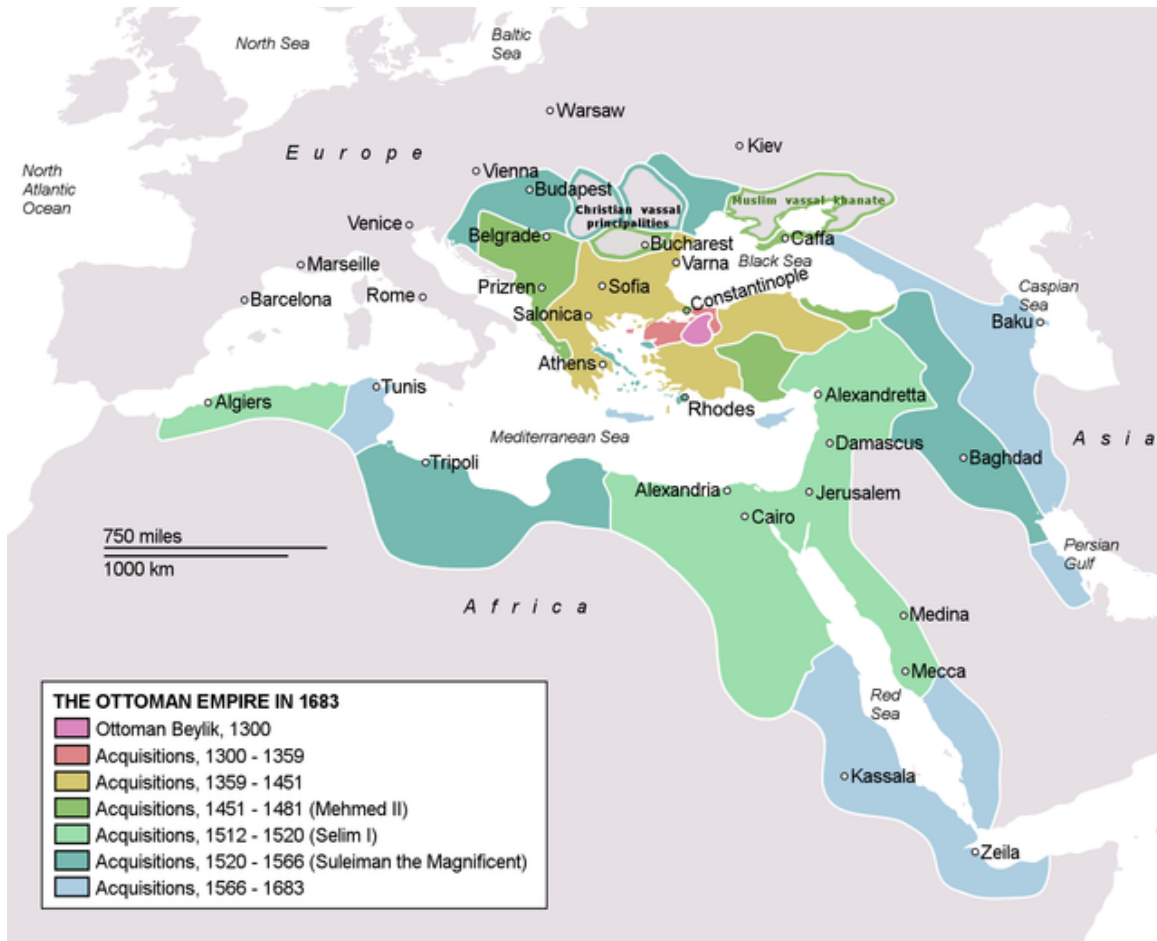 North Sea
Baltic
Sea
Warsaw
Kiev
Europe
North
Atlantic
Ocean
Vienna
Budapest
Christian vassal
principalities
Muslim vassal khanate
Venice
Belgrade
Bucharest
Caffa
Black Sea
Varna
Marseille
Prizren
Sofia
Constantinople
Caspian
Sea
Barcelona
Rome
Salonica
Baku
Athens
Tunis
Algiers
Rhodes
Alexandretta
Mediterranean Sea
Damascus
Asia
Tripoli
Baghdad
Alexandria
Jerusalem
Cairo
750 miles
1000 km
Persian
Gulf
Africa
Medina
Mecca
Red
Sea
Kassala
Zeila
THE OTTOMAN EMPIRE IN 1683
Ottoman Beylik, 1300
Acquisitions, 1300 - 1359
Acquisitions, 1359 - 1451
Acquisitions, 1451 - 1481 (Mehmed II)
Acquisitions, 1512 - 1520 (Selim I)
Acquisitions, 1520 - 1566 (Suleiman the Magnificent)
Acquisitions, 1566 - 1683